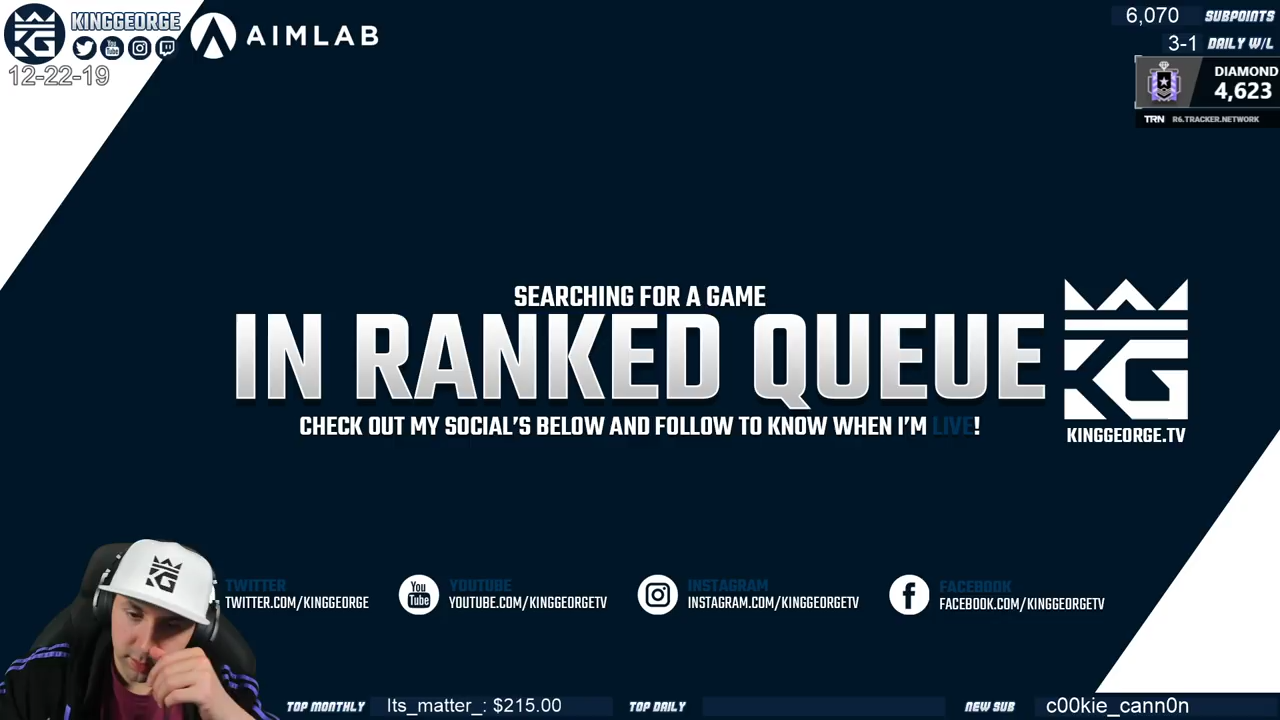 KINGGEORGE
AIMLAB
12-22-19
6,070 SUBPOINTS
3-1 DAILY W/L
DIAMOND
4,623
TRN R6.TRACKER.NETWORK
SEARCHING FOR A GAME
IN RANKED QUEUE
CHECK OUT MY SOCIAL'S BELOW AND FOLLOW TO KNOW WHEN I'M LIVE!
KG
KINGGEORGE.TV
TWITTER
TWITTER.COM/KINGGEORGE
You Tube
YOUTUBE
YOUTUBE.COM/KINGGEORGETV
INSTAGRAM
INSTAGRAM.COM/KINGGEORGETV
FACEBOOK
FACEBOOK.COM/KINGGEORGETV
TOP MONTHLY Its_matter_: $215.00 TOP DAILY NEW SUB c00kie_cann0n